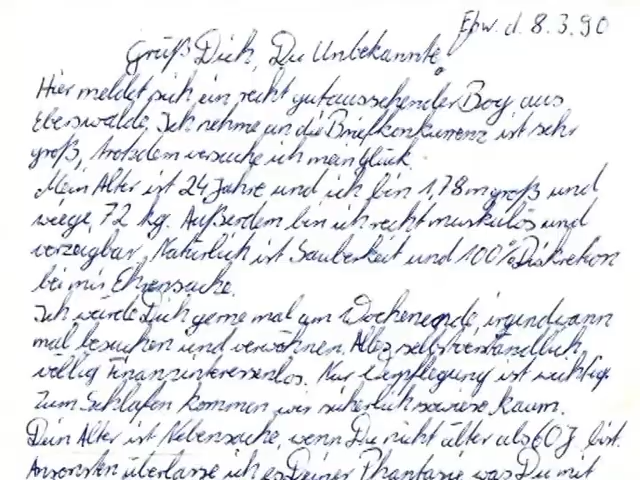 Ebw. d. 8.3.90
Grüß Dich, Du Unbekannte
Hier meldet sich ein recht gutaussehender Boy aus
Eberswalde. Ich nehme an die Briefkonkurrenz ist sehr
groß, trotzdem versuche ich mein Glück.
Mein Alter ist 24 Jahre und ich bin 1,78 m groß und
wiege 72 kg. Außerdem bin ich recht muskulös und
vorzeigbar. Natürlich ist Sauberkeit und 100% Diskretion
bei mir Ehrensache.
Ich würde Dich gerne mal am Wochenende, irgendwann
mal besuchen und verwöhnen. Alles selbstverständlich
völlig finanzinteressenlos. Nur Verpflegung ist wichtig.
Zum Schlafen kommen wir sicherlich sowieso kaum.
Dein Alter ist Nebensache, wenn Du nicht älter als 60 J. bist.
Ansonsten überlasse ich es Deiner Phantasie was Du mit